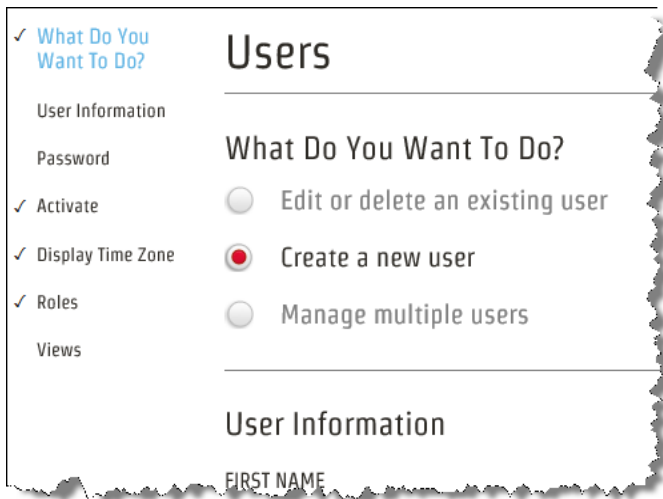 ✓ What Do You
Want To Do?
User Information
Password
✓ Activate
✓ Display Time Zone
✓ Roles
Views
Users
What Do You Want To Do?
Edit or delete an existing user
Create a new user
Manage multiple users
User Information
FIRST NAME